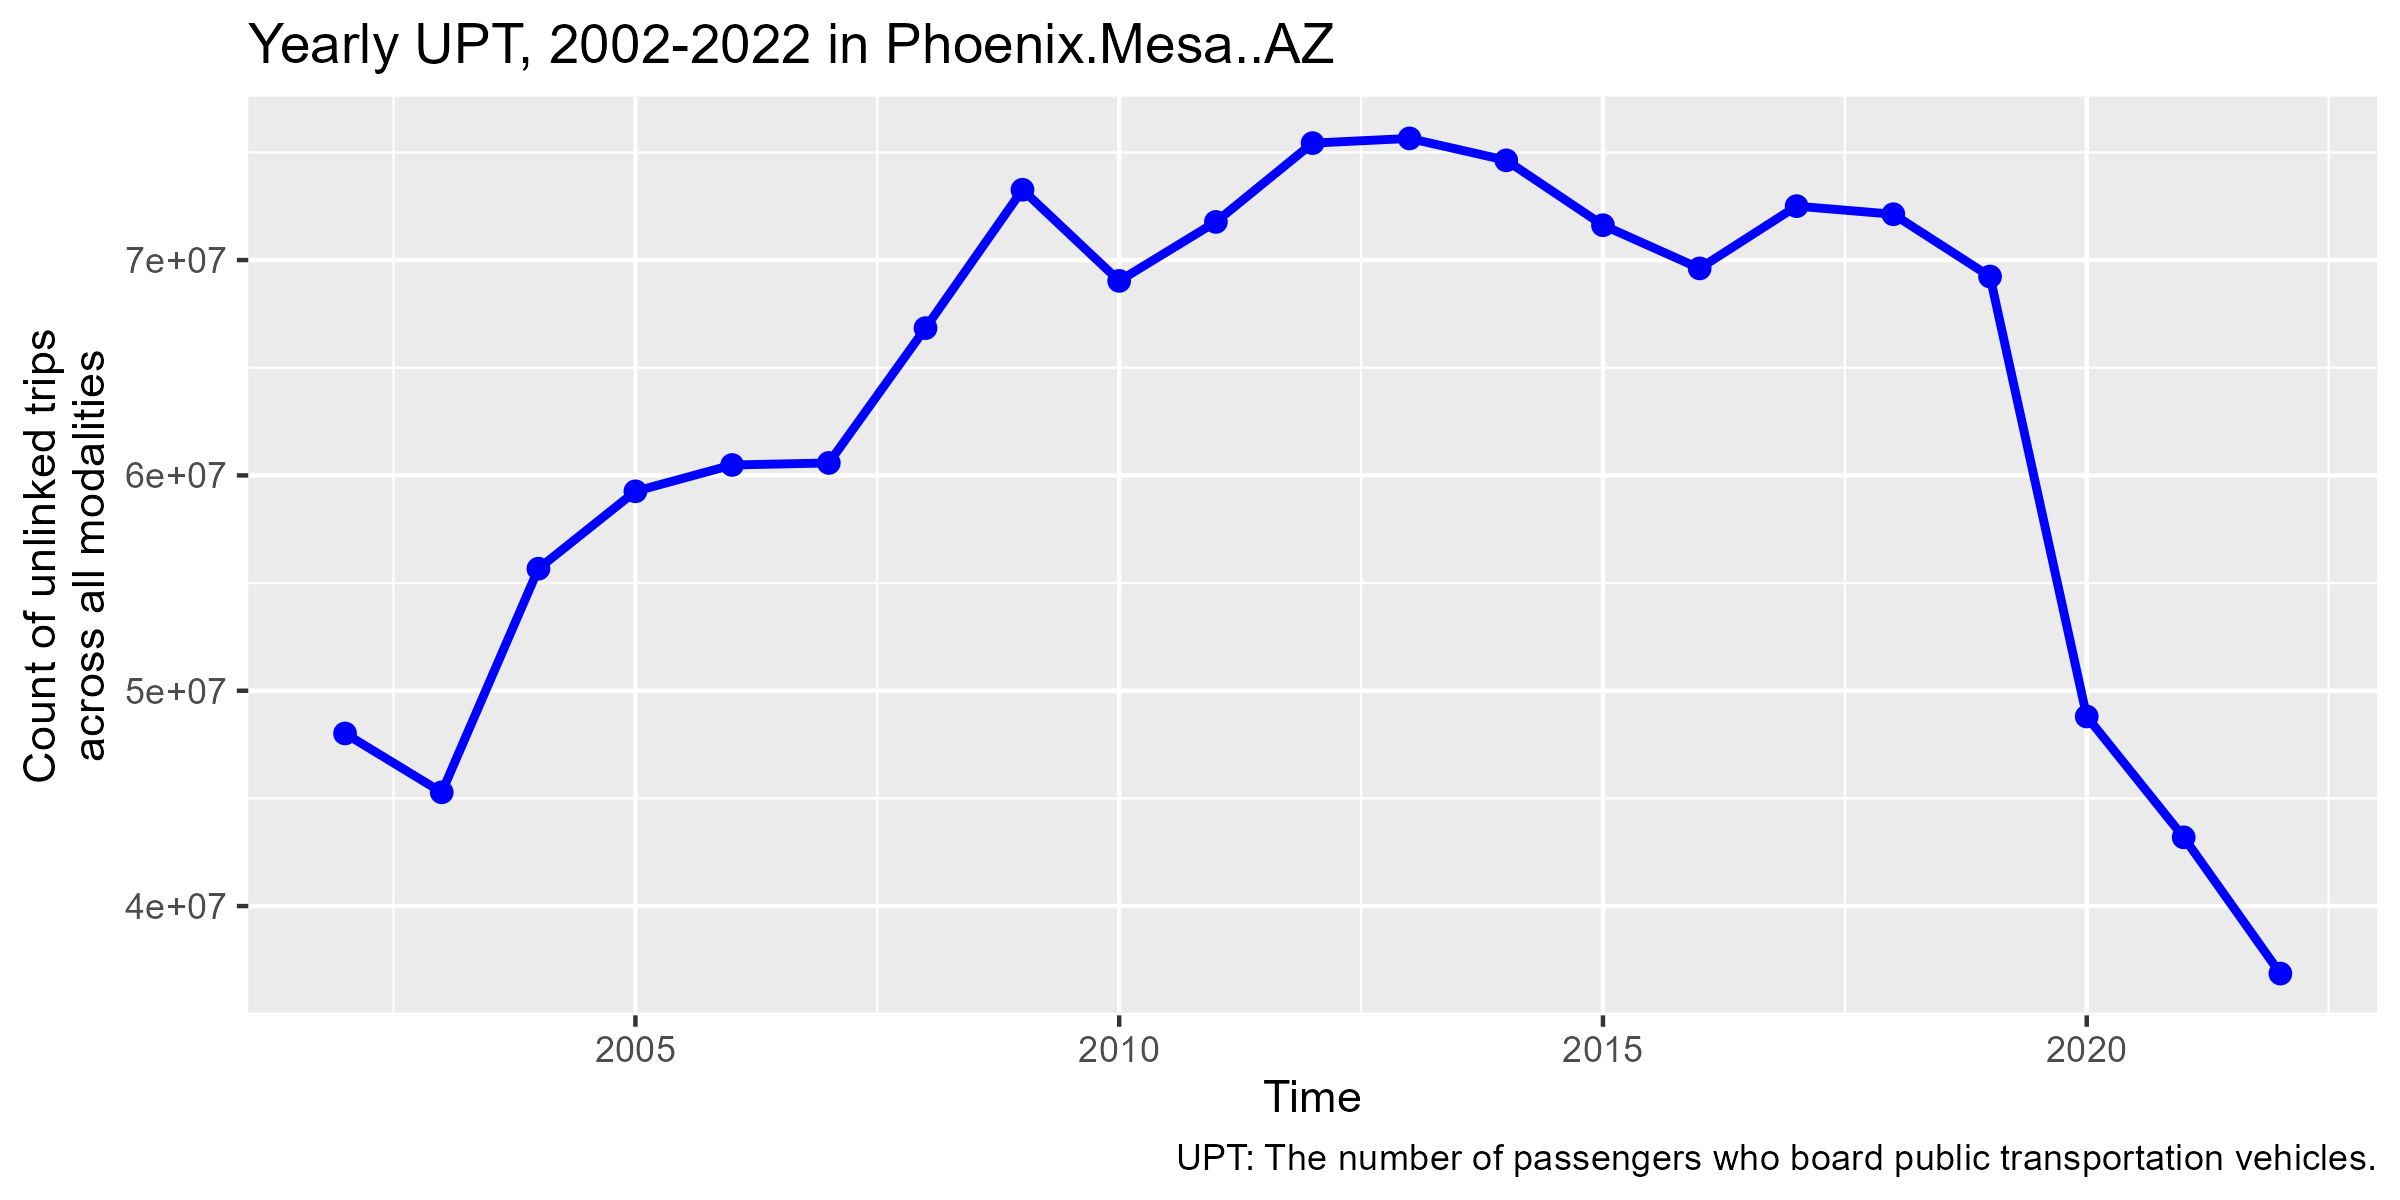 Yearly UPT, 2002-2022 in Phoenix.Mesa..AZ
Count of unlinked trips
across all modalities
7e+07
6e+07
5e+07
4e+07
2005
2010
2015
2020
Time
UPT: The number of passengers who board public transportation vehicles.